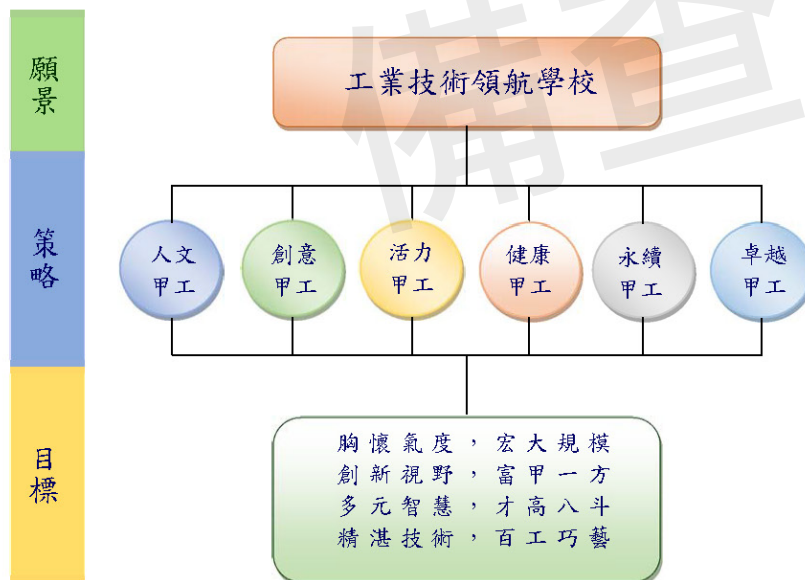 備查
願景
工業技術領航學校
策略
人文
甲工
創意
甲工
活力
甲工
健康
甲工
永續
甲工
卓越
甲工
目標
胸懷氣度，宏大規模
創新視野，富甲一方
多元智慧，才高八斗
精湛技術，百工巧藝